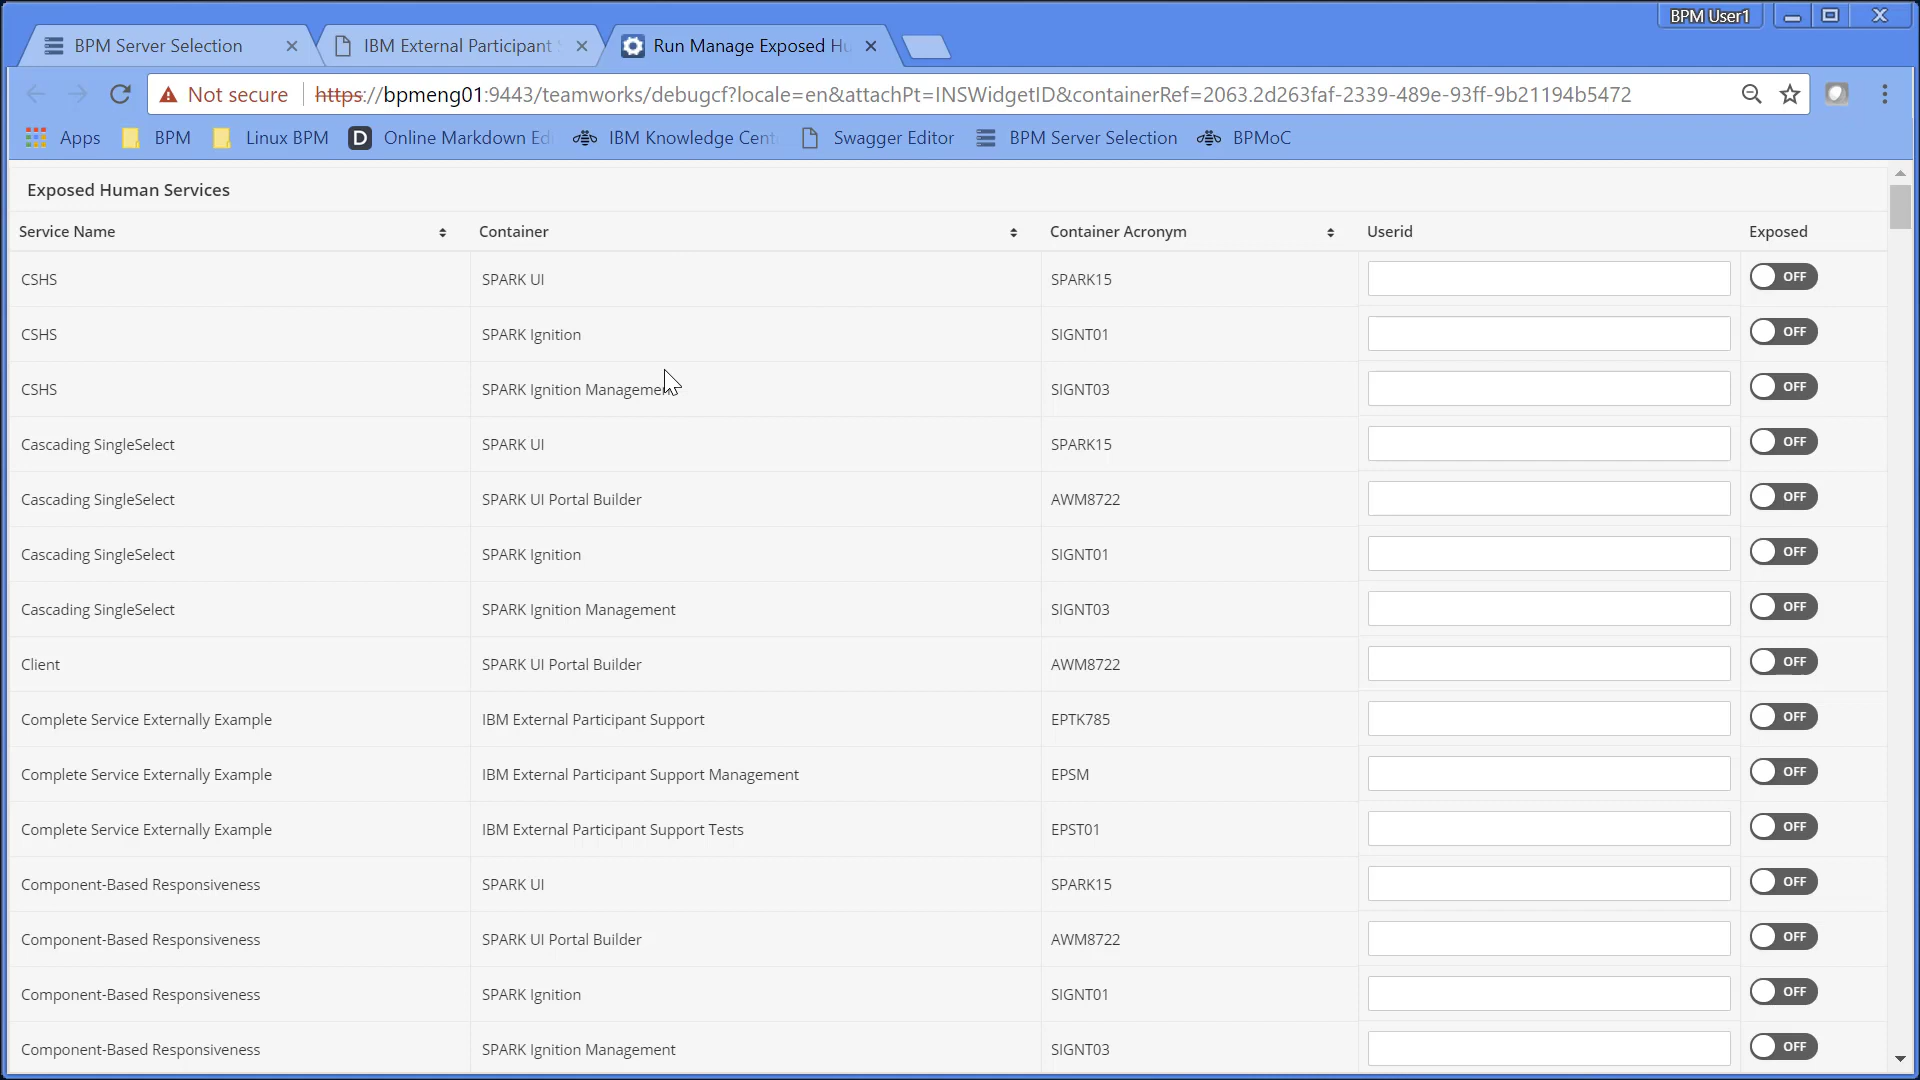 BPM User1
BPM Server Selection
IBM External Participant
Run Manage Exposed Hu
Not secure https://bpmeng01:9443/teamworks/debugcf?locale=en&attachPt=INSWidgetID&containerRef=2063.2d263faf-2339-489e-93ff-9b21194b5472
Apps BPM Linux BPM D Online Markdown Ed IBM Knowledge Cent Swagger Editor BPM Server Selection BPMoC
Exposed Human Services
Service Name Container Container Acronym Userid Exposed
CSHS SPARK UI SPARK15 OFF
CSHS SPARK Ignition SIGNT01 OFF
CSHS SPARK Ignition Management SIGNT03 OFF
Cascading SingleSelect SPARK UI SPARK15 OFF
Cascading SingleSelect SPARK UI Portal Builder AWM8722 OFF
Cascading SingleSelect SPARK Ignition SIGNT01 OFF
Cascading SingleSelect SPARK Ignition Management SIGNT03 OFF
Client SPARK UI Portal Builder AWM8722 OFF
Complete Service Externally Example IBM External Participant Support EPTK785 OFF
Complete Service Externally Example IBM External Participant Support Management EPSM OFF
Complete Service Externally Example IBM External Participant Support Tests EPST01 OFF
Component-Based Responsiveness SPARK UI SPARK15 OFF
Component-Based Responsiveness SPARK UI Portal Builder AWM8722 OFF
Component-Based Responsiveness SPARK Ignition SIGNT01 OFF
Component-Based Responsiveness SPARK Ignition Management SIGNT03 OFF